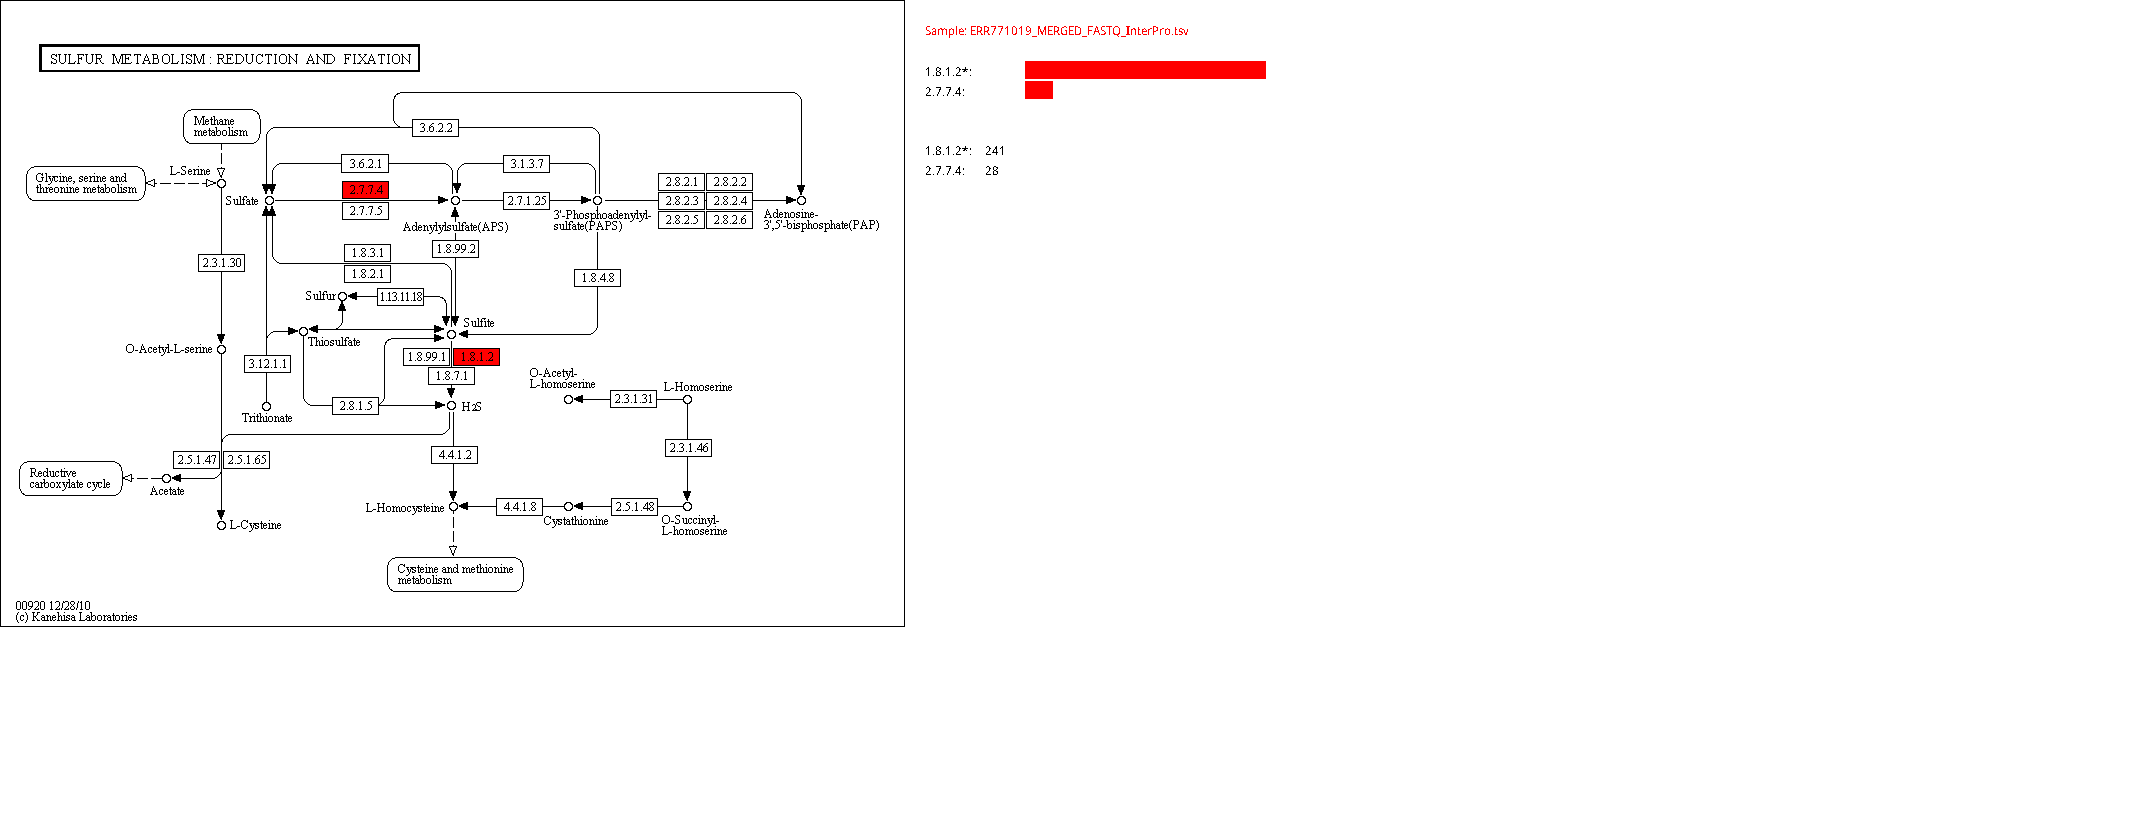 SULFUR METABOLISM : REDUCTION AND FIXATION
Methane
metabolism
Glycine, serine and
threonine metabolism
L-Serine
3.6.2.2
3.6.2.1
3.1.3.7
2.7.7.4
2.7.7.5
2.7.1.25
2.8.2.1
2.8.2.2
2.8.2.3
2.8.2.4
2.8.2.5
2.8.2.6
Sulfate
Adenylylsulfate(APS)
3'-Phosphoadenylyl-
sulfate(PAPS)
Adenosine-
3',5'-bisphosphate(PAP)
1.8.3.1
1.8.2.1
1.8.99.2
2.3.1.30
1.8.4.8
Sulfur
1.13.11.18
Sulfite
Thiosulfate
O-Acetyl-L-serine
3.12.1.1
1.8.99.1
1.8.1.2
1.8.7.1
O-Acetyl-
L-homoserine
L-Homoserine
2.3.1.31
Trithionate
2.8.1.5
H2S
2.3.1.46
2.5.1.47
2.5.1.65
4.4.1.2
Reductive
carboxylate cycle
Acetate
L-Homocysteine
4.4.1.8
Cystathionine
2.5.1.48
O-Succinyl-
L-homoserine
L-Cysteine
Cysteine and methionine
metabolism
00920 12/28/10
(c) Kanehisa Laboratories
Sample: ERR771019_MERGED_FASTQ_InterPro.tsv
1.8.1.2*:
2.7.7.4:
1.8.1.2*: 241
2.7.7.4: 28